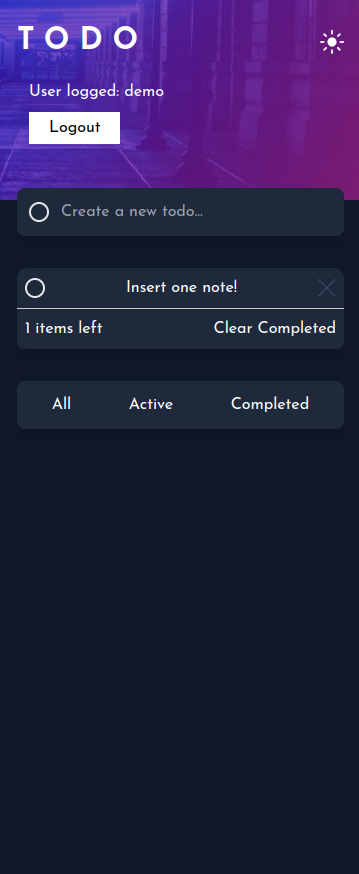 TODO
User logged: demo
Logout
Create a new todo...
Insert one note!
1 items left Clear Completed
All Active Completed